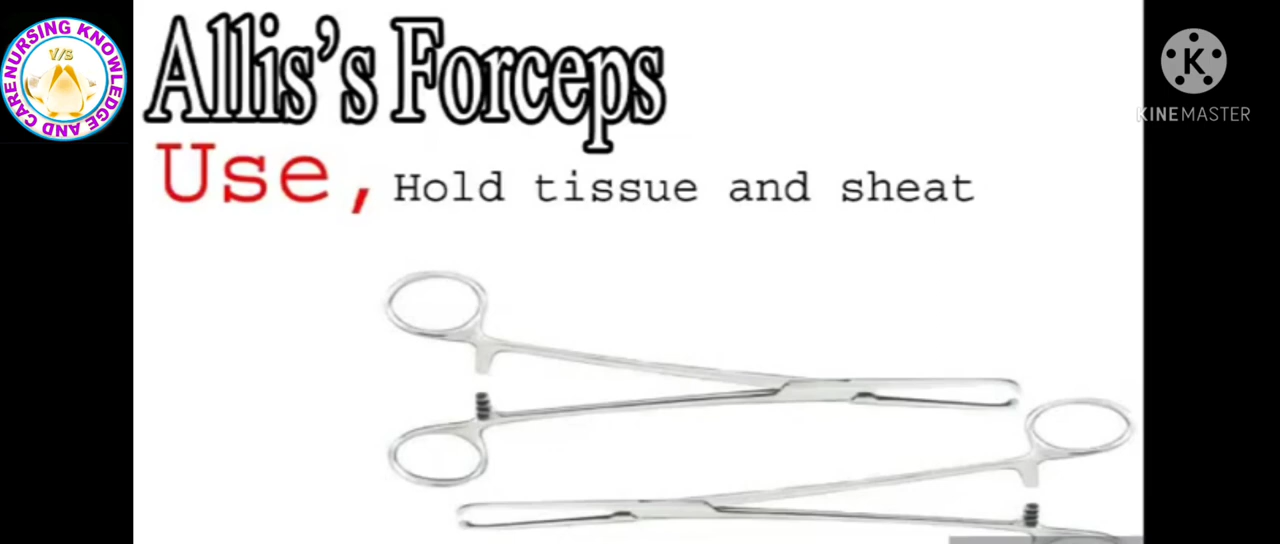 NURSING KNOWLEDGE AND CARE
V/S
Allis's Forceps
Use, Hold tissue and sheat
K
KINEMASTER